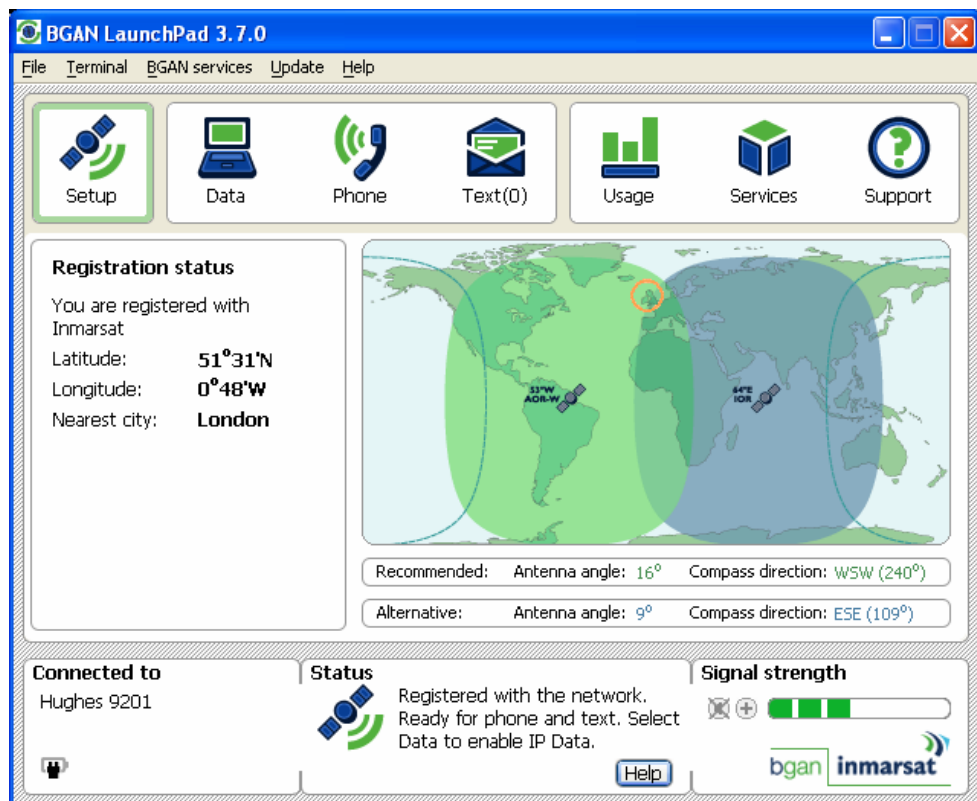 BGAN LaunchPad 3.7.0
File Terminal BGAN services Update Help
Setup Data Phone Text(0) Usage Services Support
Registration status
You are registered with
Inmarsat
Latitude: 51°31'N
Longitude: 0°48'W
Nearest city: London
53°W
AOR-W
64°E
IOR
Recommended: Antenna angle: 16° Compass direction: WSW (240°)
Alternative: Antenna angle: 9° Compass direction: ESE (109°)
Connected to
Hughes 9201
Status
Registered with the network.
Ready for phone and text. Select
Data to enable IP Data.
Help
Signal strength
bgan inmarsat